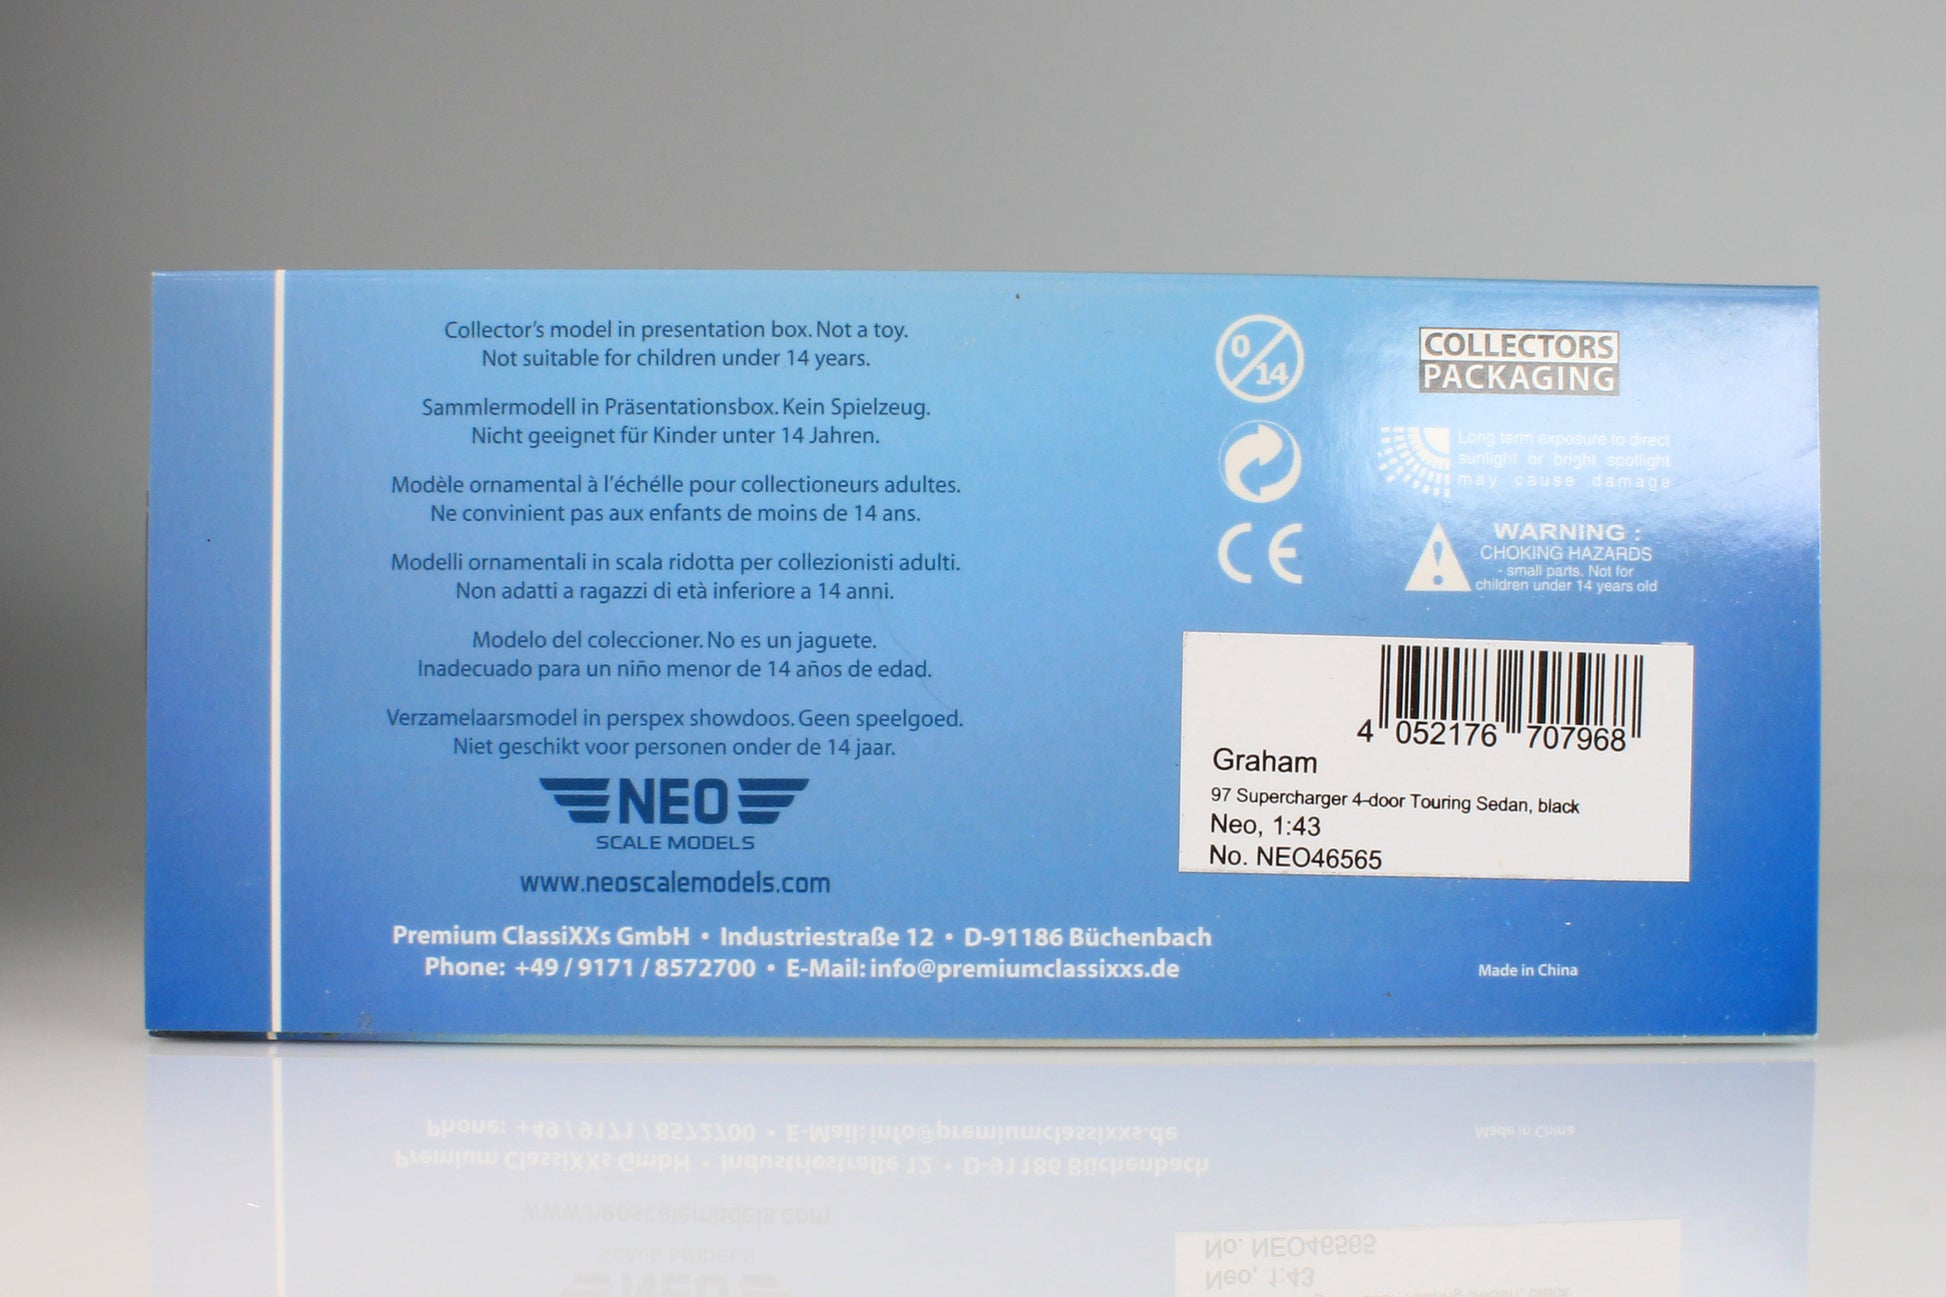 Collector's model in presentation box. Not a toy.
Not suitable for children under 14 years.
Sammlermodell in Präsentationsbox. Kein Spielzeug.
Nicht geeignet für Kinder unter 14 Jahren.
Modèle ornamental à l'échélle pour collectioneurs adultes.
Ne convinient pas aux enfants de moins de 14 ans.
Modelli ornamentali in scala ridotta per collezionisti adulti.
Non adatti a ragazzi di età inferiore a 14 anni.
Modelo del coleccioner. No es un jaguete.
Inadecuado para un niño menor de 14 años de edad.
Verzamelaarsmodel in perspex showdoos. Geen speelgoed.
Niet geschikt voor personen onder de 14 jaar.
NEO
SCALE MODELS
www.neoscalemodels.com
Premium ClassiXXs GmbH • Industriestraße 12 • D-91186 Büchenbach
Phone: +49 / 9171 / 8572700 • E-Mail: info@premiumclassixxs.de
0
14
CE
COLLECTORS
PACKAGING
Long term exposure to direct
sunlight or bright spotlight
may cause damage
WARNING :
CHOKING HAZARDS
- small parts. Not for
children under 14 years old
4 052176 707968
Graham
97 Supercharger 4-door Touring Sedan, black
Neo, 1:43
No. NEO46565
Made in China